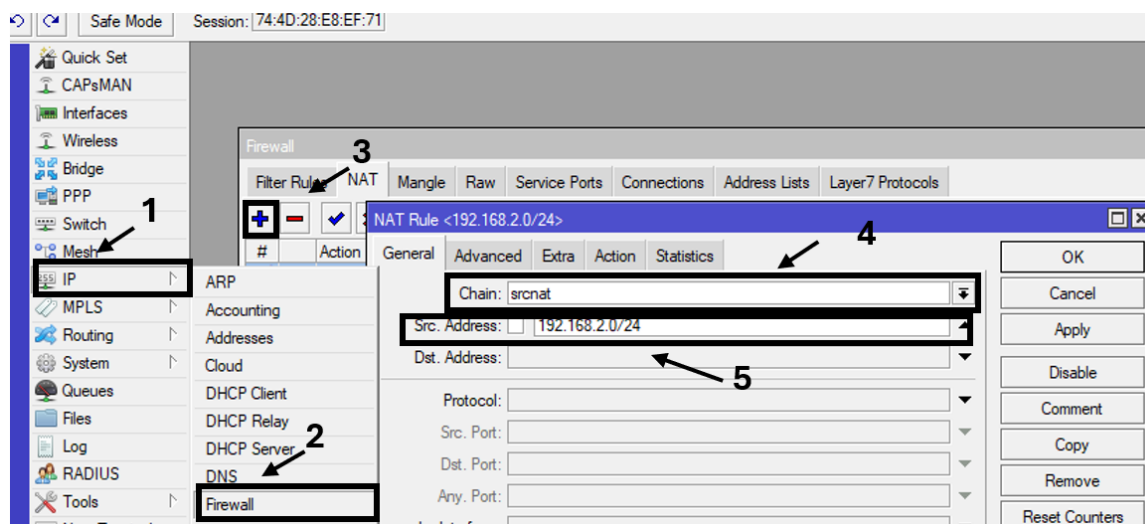 Safe Mode
Session: 74:4D:28:E8:EF:71
Quick Set
CAPsMAN
Interfaces
Wireless
Bridge
PPP
Switch
Mesh
IP
MPLS
Routing
System
Queues
Files
Log
RADIUS
Tools
1
ARP
Accounting
Addresses
Cloud
DHCP Client
DHCP Relay
DHCP Server
DNS
Firewall
2
Firewall
3
Filter Rules NAT Mangle Raw Service Ports Connections Address Lists Layer7 Protocols
# Action
NAT Rule <192.168.2.0/24>
4
General Advanced Extra Action Statistics
Chain: srcnat
Src. Address: 192.168.2.0/24
Dst. Address:
5
Protocol:
Src. Port:
Dst. Port:
Any. Port:
OK
Cancel
Apply
Disable
Comment
Copy
Remove
Reset Counters